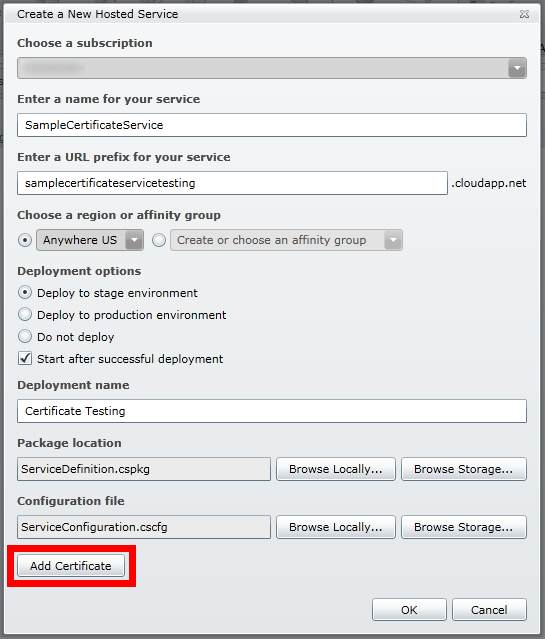 Create a New Hosted Service
Choose a subscription
Enter a name for your service
SampleCertificateService
Enter a URL prefix for your service
samplecertificateservicetesting .cloudapp.net
Choose a region or affinity group
Anywhere US Create or choose an affinity group
Deployment options
Deploy to stage environment
Deploy to production environment
Do not deploy
Start after successful deployment
Deployment name
Certificate Testing
Package location
ServiceDefinition.cspkg Browse Locally... Browse Storage...
Configuration file
ServiceConfiguration.cscfg Browse Locally... Browse Storage...
Add Certificate
OK Cancel